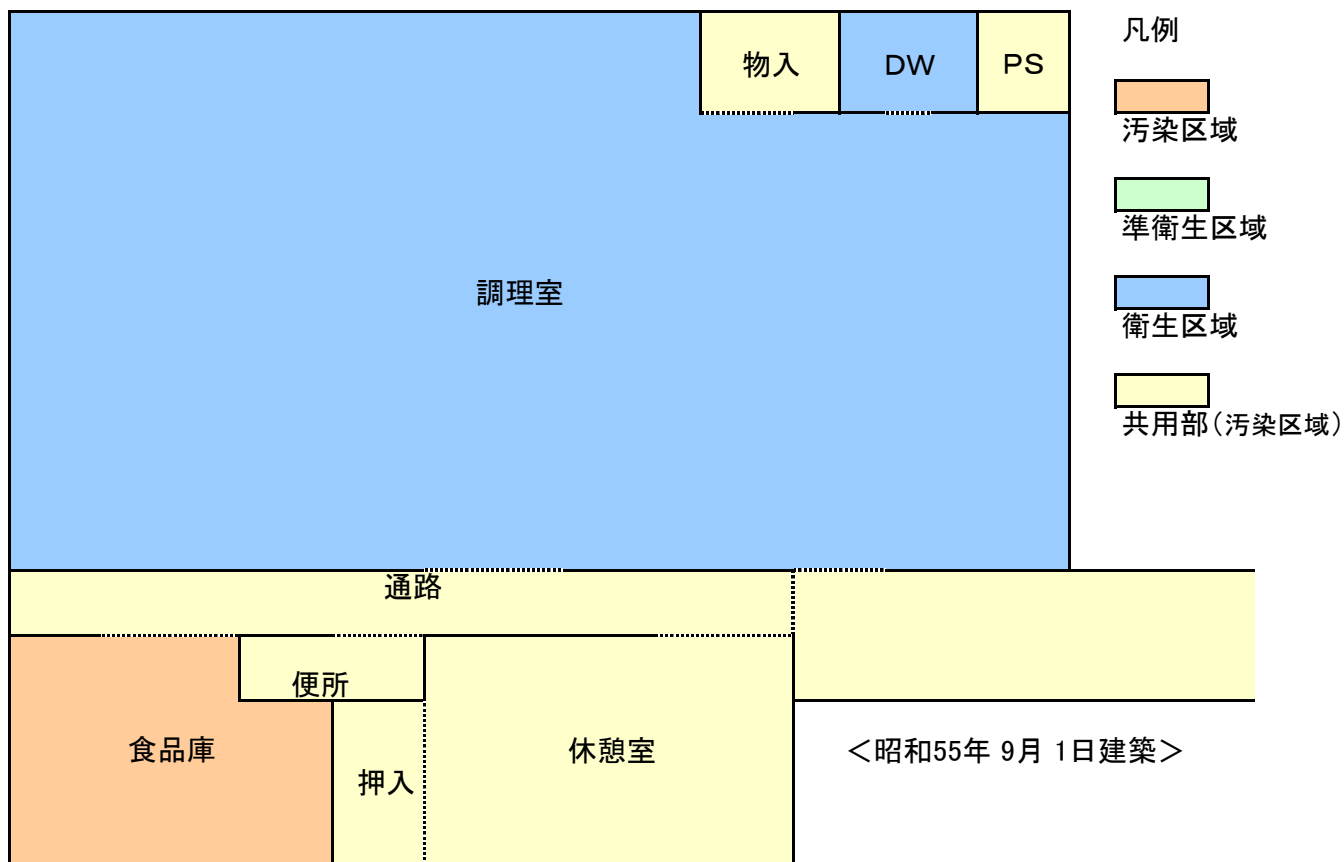 物入
DW
PS
調理室
通路
便所
食品庫
押入
休憩室
<昭和55年 9月 1日建築>
凡例
汚染区域
準衛生区域
衛生区域
共用部(汚染区域)